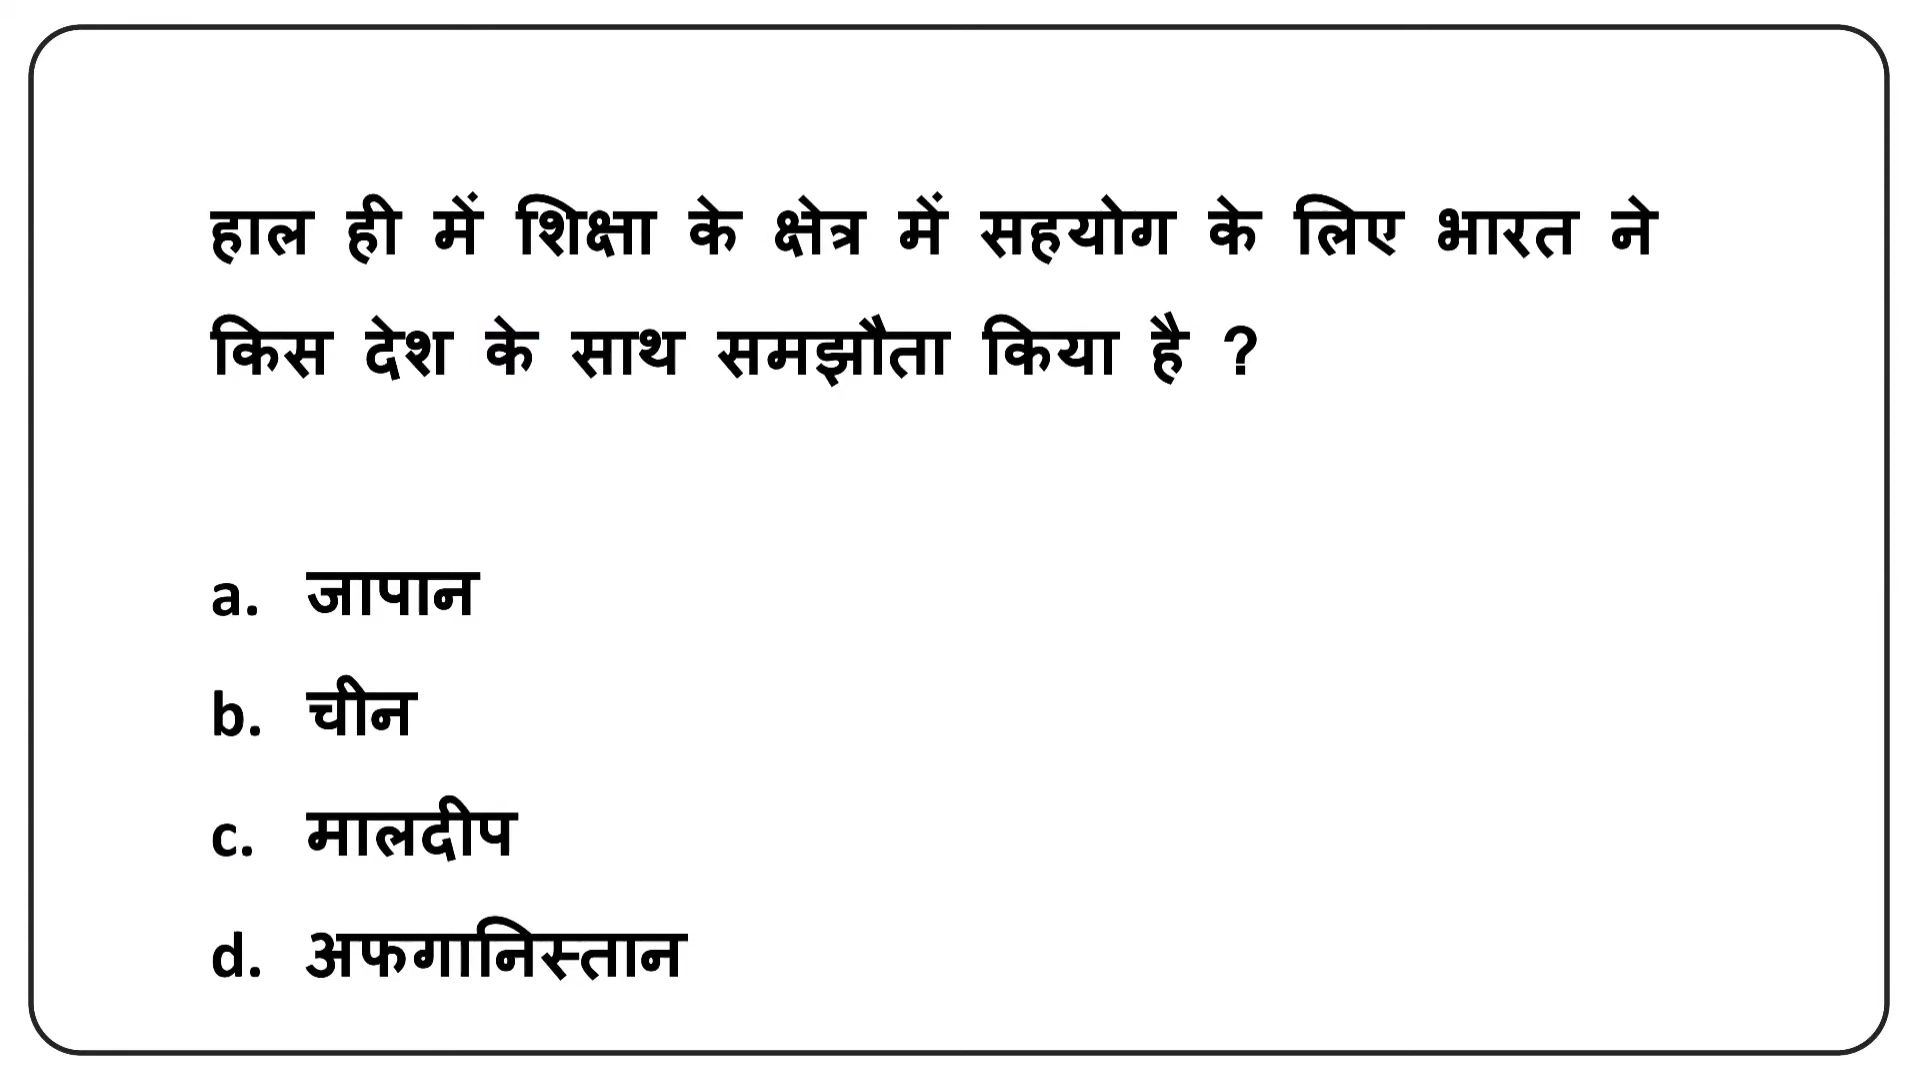 हाल ही में शिक्षा के क्षेत्र में सहयोग के लिए भारत ने
किस देश के साथ समझौता किया है ?
a. जापान
b. चीन
c. मालदीप
d. अफगानिस्तान